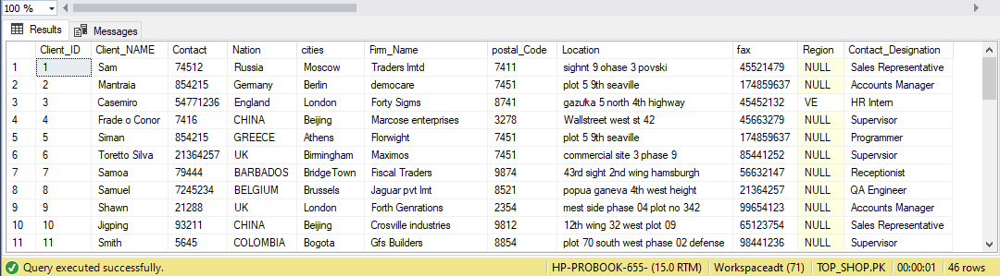 100 %
Results Messages
Client_ID Client_NAME Contact Nation cities Firm_Name postal_Code Location fax Region Contact_Designation
1 1 Sam 74512 Russia Moscow Traders lmtd 7411 sighnt 9 ohase 3 povski 45521479 NULL Sales Representative
2 2 Mantraia 854215 Germany Berlin democare 7451 plot 5 9th seaville 174859637 NULL Accounts Manager
3 3 Casemiro 54771236 England London Forty Sigms 8741 gazuka 5 north 4th highway 45452132 VE HR Intern
4 4 Frade o Conor 7416 CHINA Beijing Marcose enterprises 3278 Wallstreet west st 42 45663279 NULL Supervisor
5 5 Siman 854215 GREECE Athens Florwight 7451 plot 5 9th seaville 174859637 NULL Programmer
6 6 Toretto Silva 21364257 UK Birmingham Maximos 7451 commercial site 3 phase 9 85441252 NULL Supervsior
7 7 Samoa 79444 BARBADOS BridgeTown Fiscal Traders 9874 43rd sight 2nd wing hamsburgh 56632147 NULL Receptionist
8 8 Samuel 7245234 BELGIUM Brussels Jaguar pvt lmt 8521 popua ganeva 4th west height 21364257 NULL QA Engineer
9 9 Shawn 21288 UK London Forth Genrations 2354 mest side phase 04 plot no 342 99654123 NULL Accounts Manager
10 10 Jigping 93211 CHINA Beijing Crosville industries 9812 12th wing 32 west plot 09 65123754 NULL Sales Representative
11 11 Smith 5645 COLOMBIA Bogota Gfs Builders 8854 plot 70 south west phase 02 defense 98441236 NULL Supervisor
Query executed successfully. HP-PROBOOK-655- (15.0 RTM) Workspaceadt (71) TOP_SHOP.PK 00:00:01 46 rows